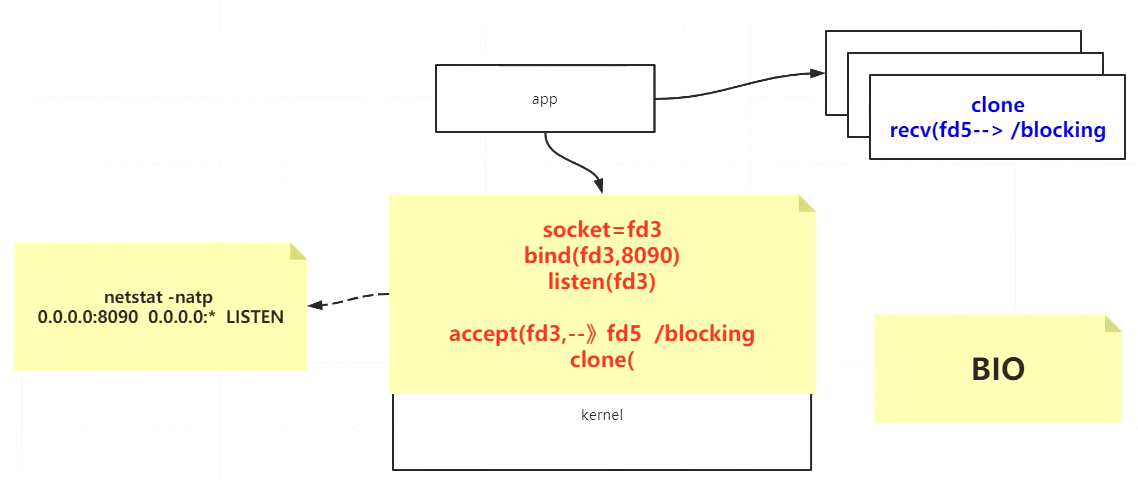 app
clone
recv(fd5--> /blocking
socket=fd3
bind(fd3,8090)
listen(fd3)
accept(fd3,--》fd5  /blocking
clone(
kernel
netstat -natp
0.0.0.0:8090  0.0.0.0:*  LISTEN
BIO